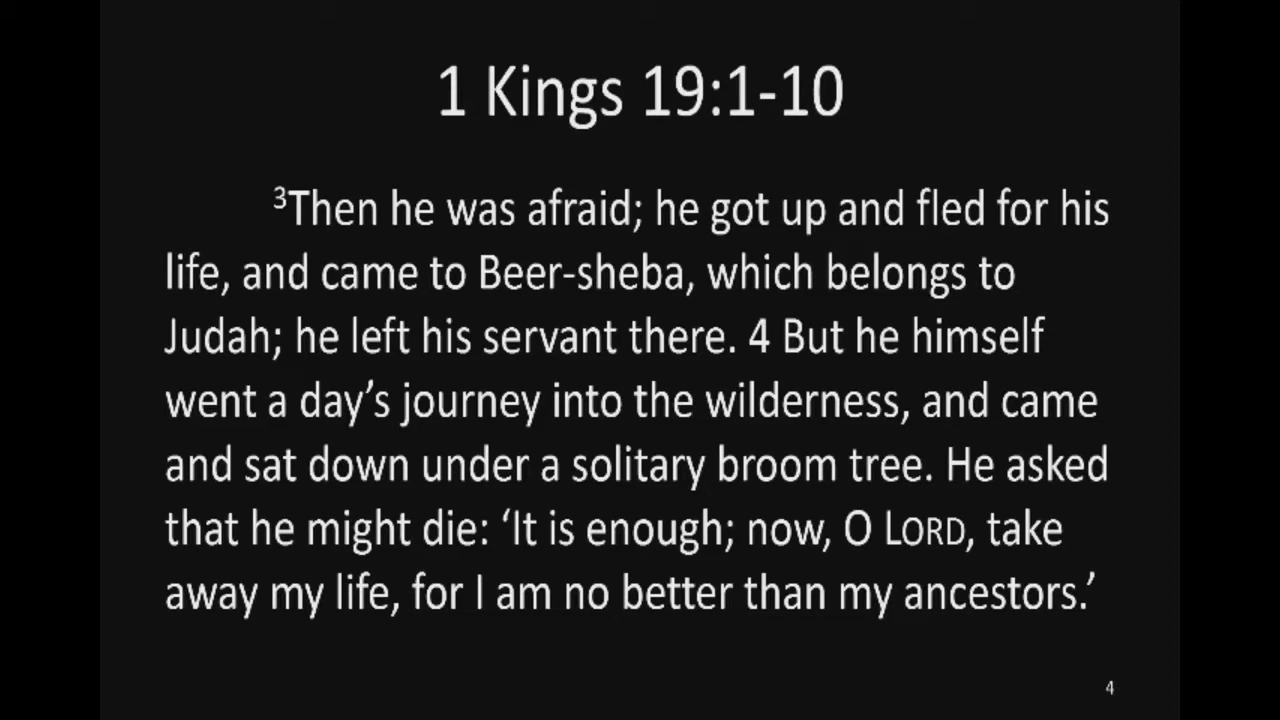 1 Kings 19:1-10
³Then he was afraid; he got up and fled for his
life, and came to Beer-sheba, which belongs to
Judah; he left his servant there. 4 But he himself
went a day’s journey into the wilderness, and came
and sat down under a solitary broom tree. He asked
that he might die: ‘It is enough; now, O LORD, take
away my life, for I am no better than my ancestors.’
4